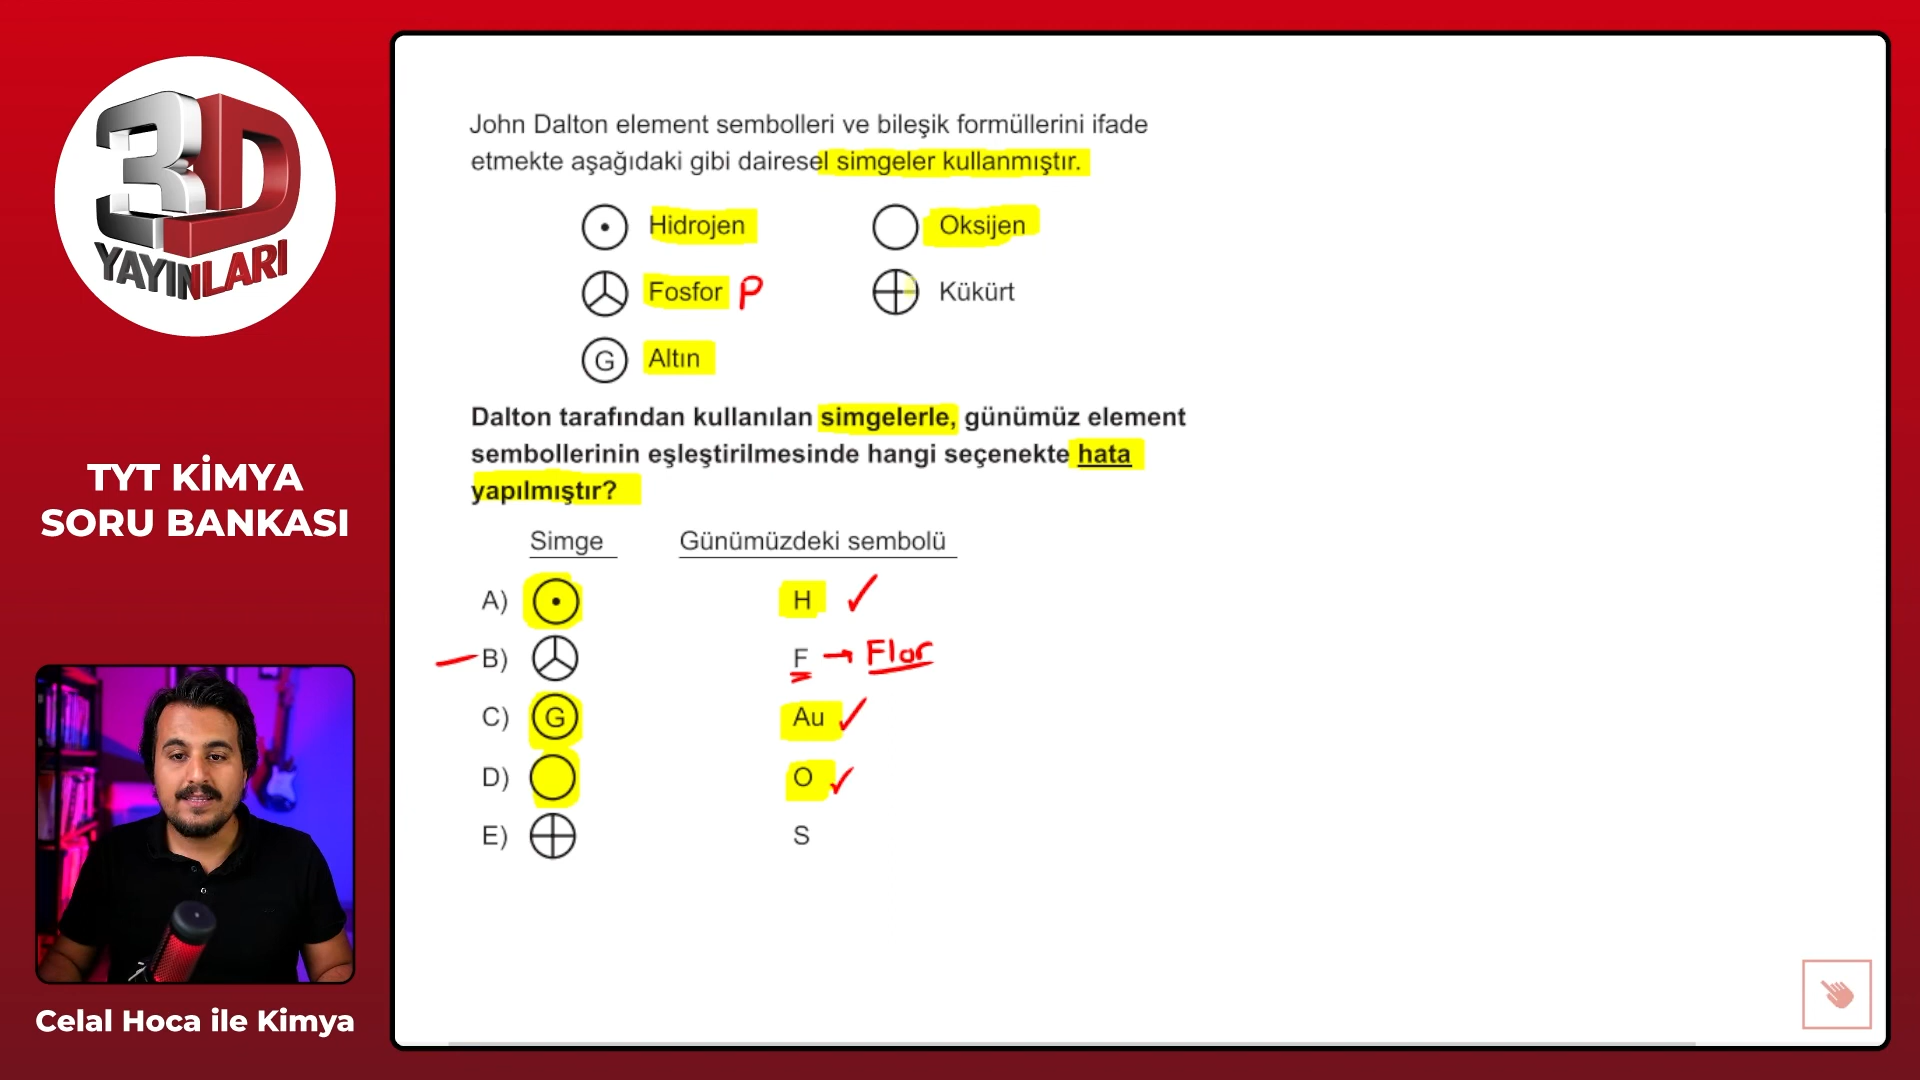 3D
YAYINLARI
TYT KİMYA
SORU BANKASI
Celal Hoca ile Kimya
John Dalton element sembolleri ve bileşik formüllerini ifade
etmekte aşağıdaki gibi dairesel simgeler kullanmıştır.
Hidrojen Oksijen
Fosfor P Kükürt
G Altın
Dalton tarafından kullanılan simgelerle, günümüz element
sembollerinin eşleştirilmesinde hangi seçenekte hata
yapılmıştır?
Simge Günümüzdeki sembolü
A) H
B) F → Flor
C) G Au
D) O
E) S